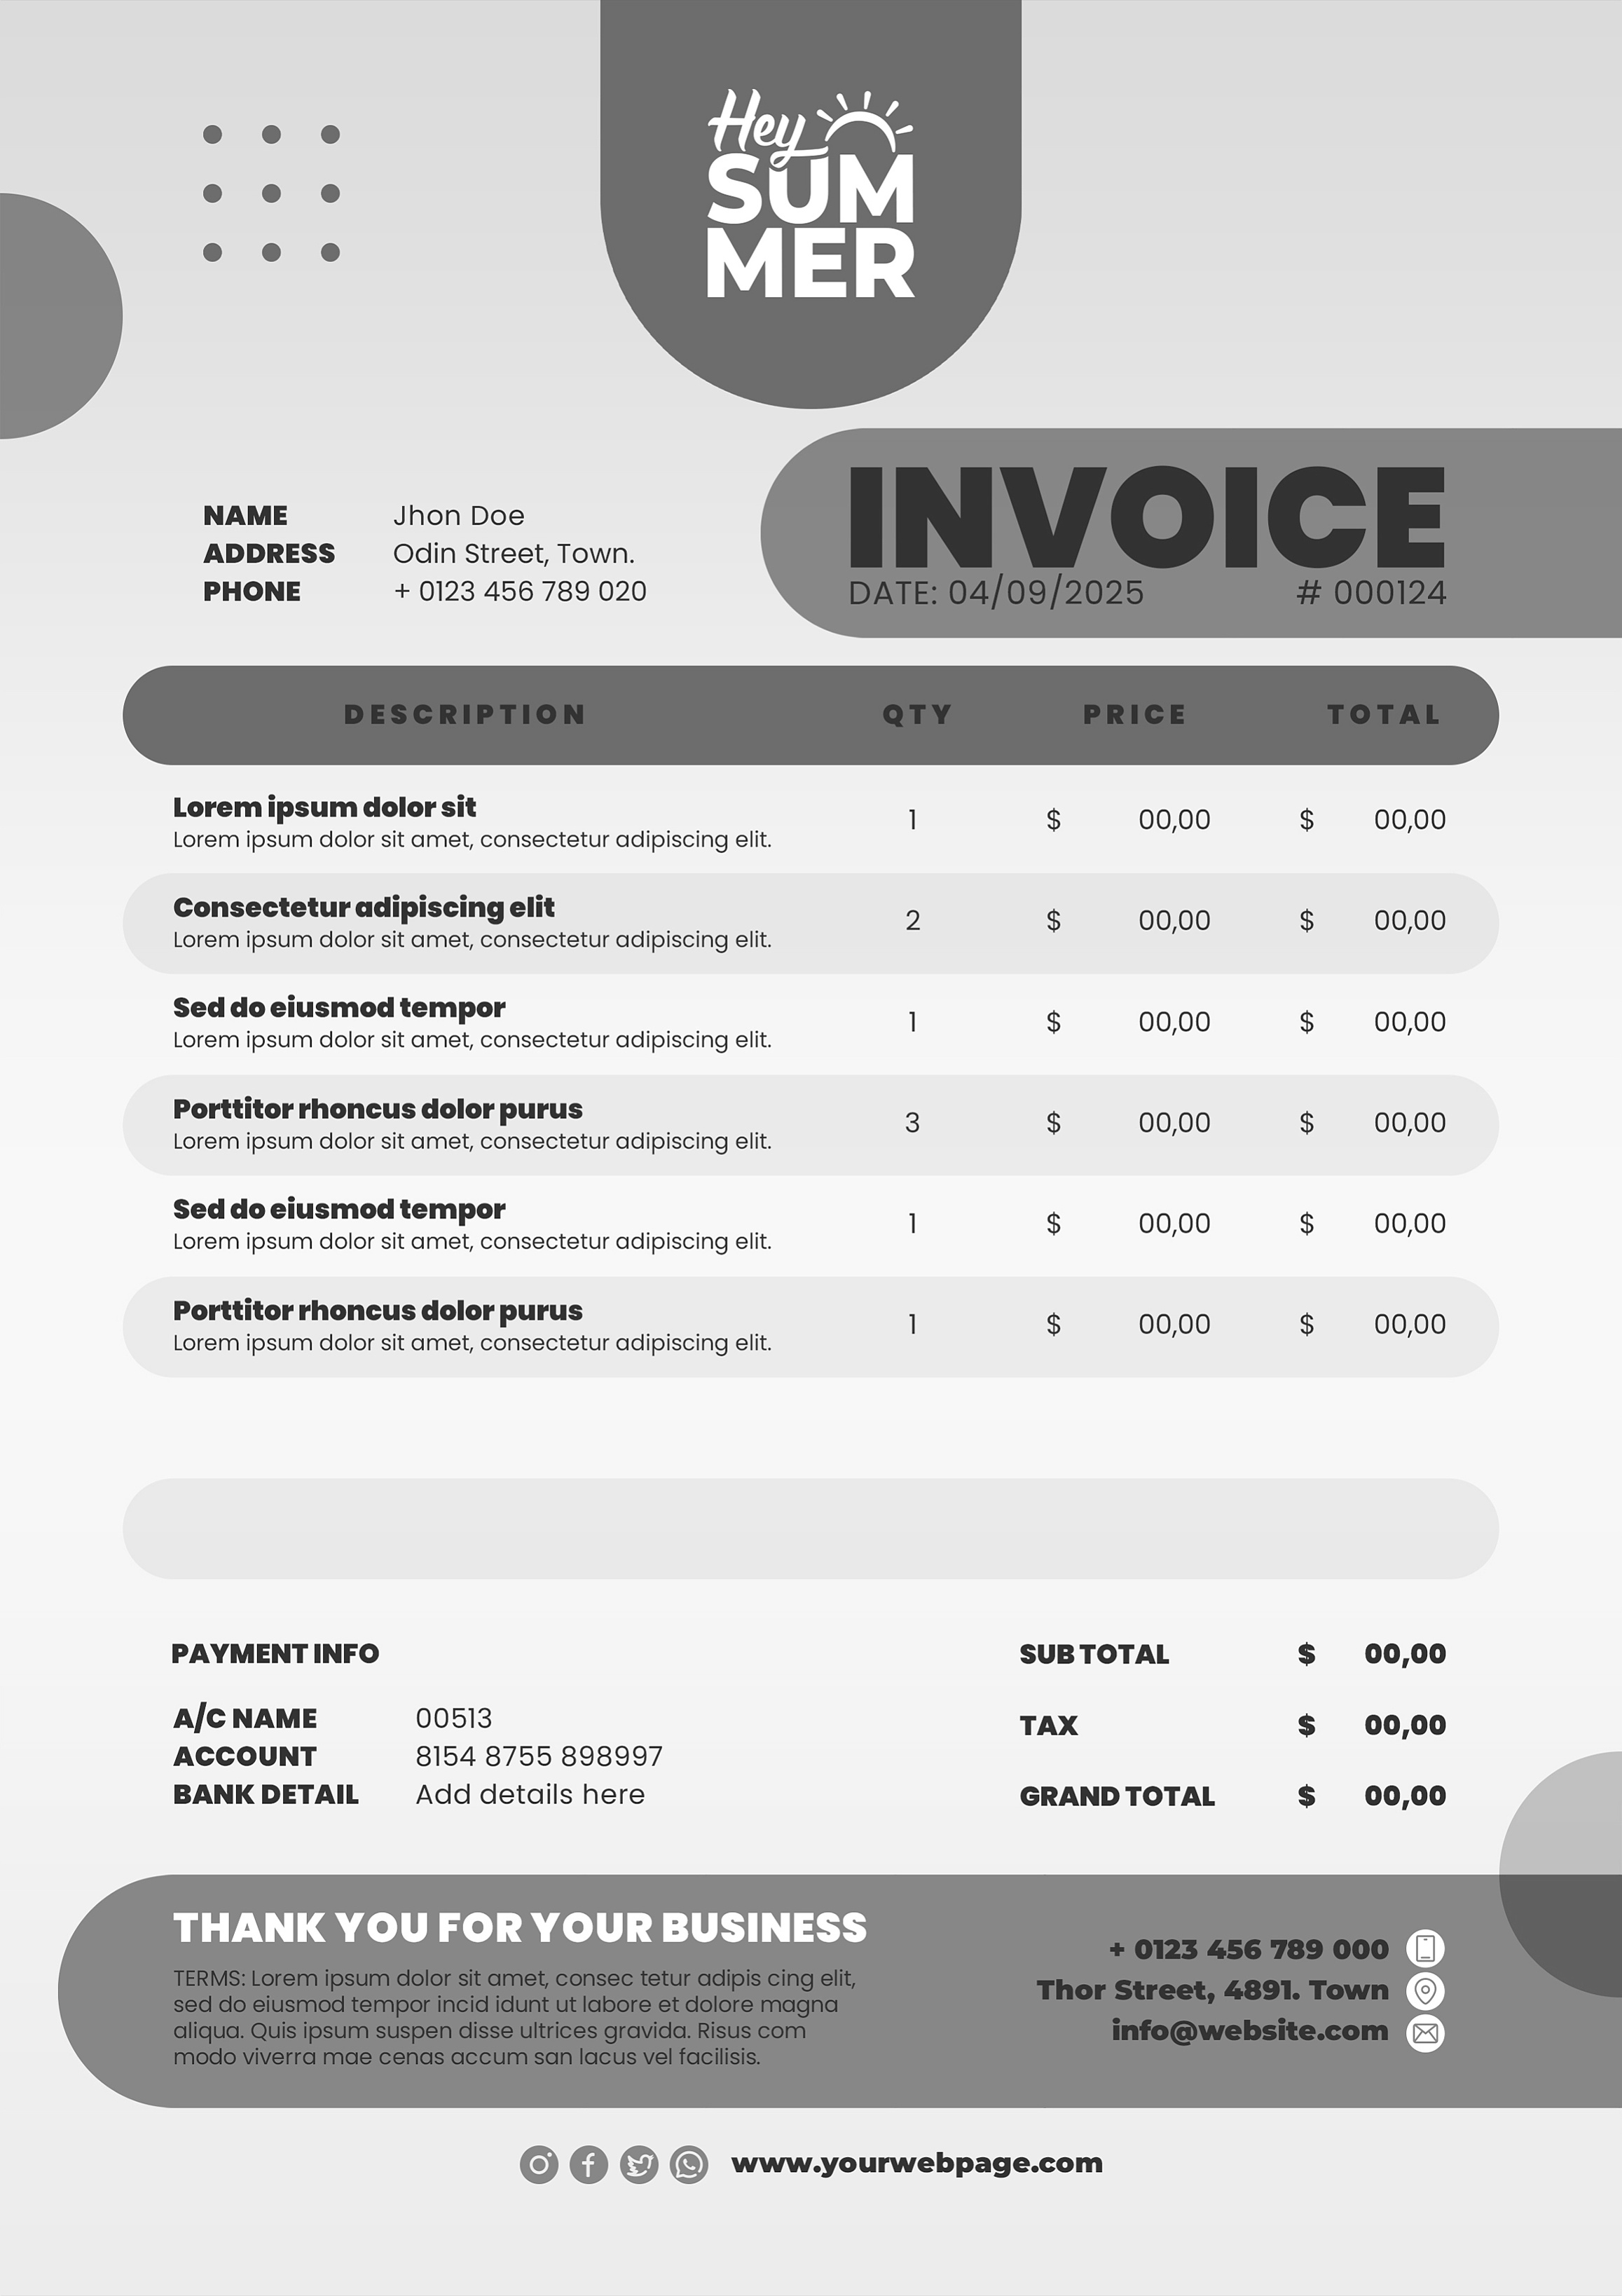 Hey
SUM
MER
INVOICE
DATE: 04/09/2025 # 000124
NAME Jhon Doe
ADDRESS Odin Street, Town.
PHONE + 0123 456 789 020
DESCRIPTION QTY PRICE TOTAL
Lorem ipsum dolor sit
Lorem ipsum dolor sit amet, consectetur adipiscing elit.
1 $ 00,00 $ 00,00
Consectetur adipiscing elit
Lorem ipsum dolor sit amet, consectetur adipiscing elit.
2 $ 00,00 $ 00,00
Sed do eiusmod tempor
Lorem ipsum dolor sit amet, consectetur adipiscing elit.
1 $ 00,00 $ 00,00
Porttitor rhoncus dolor purus
Lorem ipsum dolor sit amet, consectetur adipiscing elit.
3 $ 00,00 $ 00,00
Sed do eiusmod tempor
Lorem ipsum dolor sit amet, consectetur adipiscing elit.
1 $ 00,00 $ 00,00
Porttitor rhoncus dolor purus
Lorem ipsum dolor sit amet, consectetur adipiscing elit.
1 $ 00,00 $ 00,00
PAYMENT INFO
A/C NAME 00513
ACCOUNT 8154 8755 898997
BANK DETAIL Add details here
SUB TOTAL $ 00,00
TAX $ 00,00
GRAND TOTAL $ 00,00
THANK YOU FOR YOUR BUSINESS
TERMS: Lorem ipsum dolor sit amet, consec tetur adipis cing elit,
sed do eiusmod tempor incid idunt ut labore et dolore magna
aliqua. Quis ipsum suspen disse ultrices gravida. Risus com
modo viverra mae cenas accum san lacus vel facilisis.
+ 0123 456 789 000
Thor Street, 4891. Town
info@website.com
www.yourwebpage.com